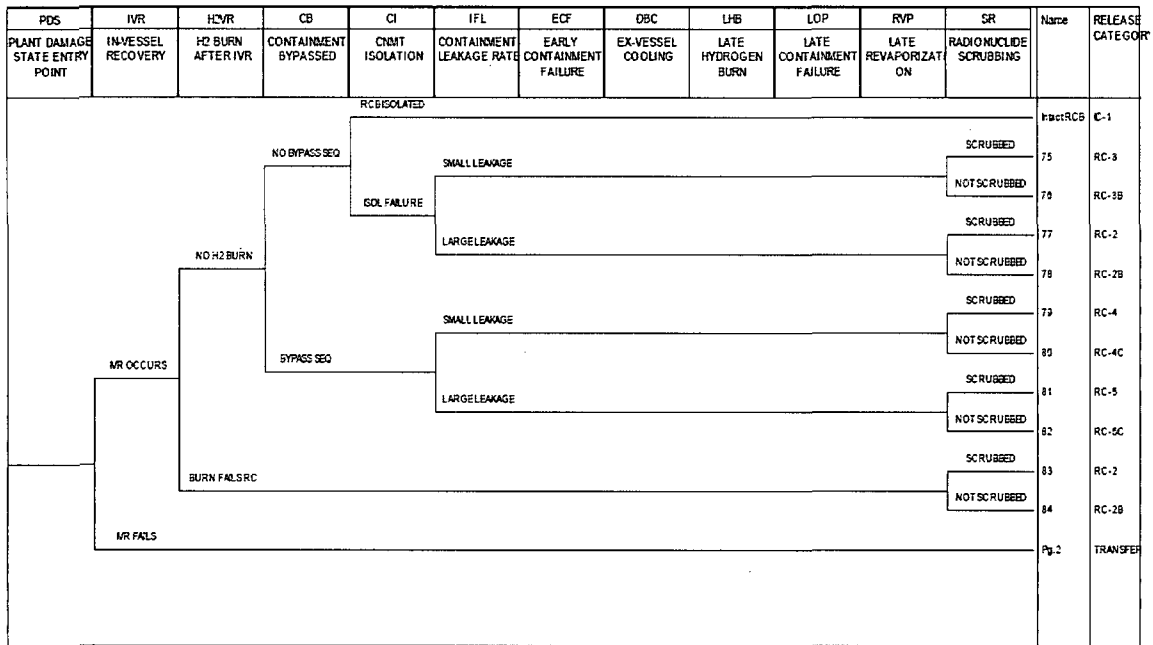 PDS IVR H2IVR CB CI IFL ECF DBC LHB LOP RVP SR Name RELEASE
CATEGORY
PLANT DAMAGE STATE ENTRY POINT
IN-VESSEL RECOVERY
H2 BURN AFTER IVR
CONTAINMENT BYPASSED
CNMT ISOLATION
CONTAINMENT LEAKAGE RATE
EARLY CONTAINMENT FAILURE
EX-VESSEL COOLING
LATE HYDROGEN BURN
LATE CONTAINMENT FAILURE
LATE REVAPORIZATI ON
RADIONUCLIDE SCRUBBING
RCB ISOLATED
Intact RCB IC-1
SCRUBBED
NO BYPASS SEQ
SMALL LEAKAGE
75 RC-3
NOT SCRUBBED
76 RC-3B
ISOL FAILURE
SCRUBBED
LARGE LEAKAGE
77 RC-2
NO H2 BURN
NOT SCRUBBED
78 RC-2B
SCRUBBED
SMALL LEAKAGE
79 RC-4
NOT SCRUBBED
BYPASS SEQ
80 RC-4C
IVR OCCURS
SCRUBBED
LARGE LEAKAGE
81 RC-5
NOT SCRUBBED
82 RC-5C
SCRUBBED
BURN FAILS RC
83 RC-2
NOT SCRUBBED
84 RC-2B
IVR FAILS
Pg.2 TRANSFER